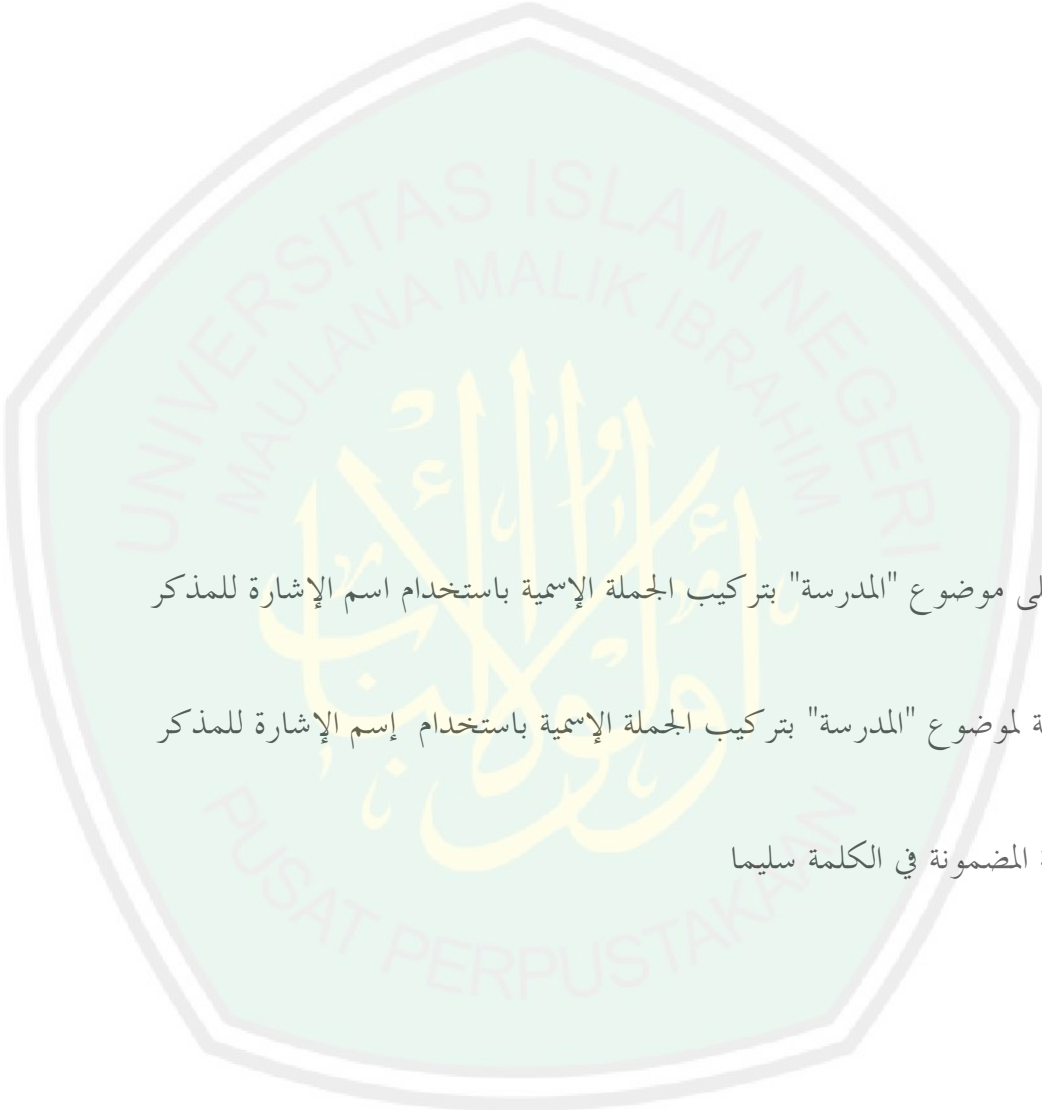 UNIVERSITAS ISLAM NEGERI
MAULANA MALIK IBRAHIM
لى موضوع "المدرسة" بتركيب الجملة الإسمية باستخدام اسم الإشارة للمذكر
ة لموضوع "المدرسة" بتركيب الجملة الإسمية باستخدام إسم الإشارة للمذكر
ة المضمونة في الكلمة سليما
PUSAT PERPUSTAKAAN